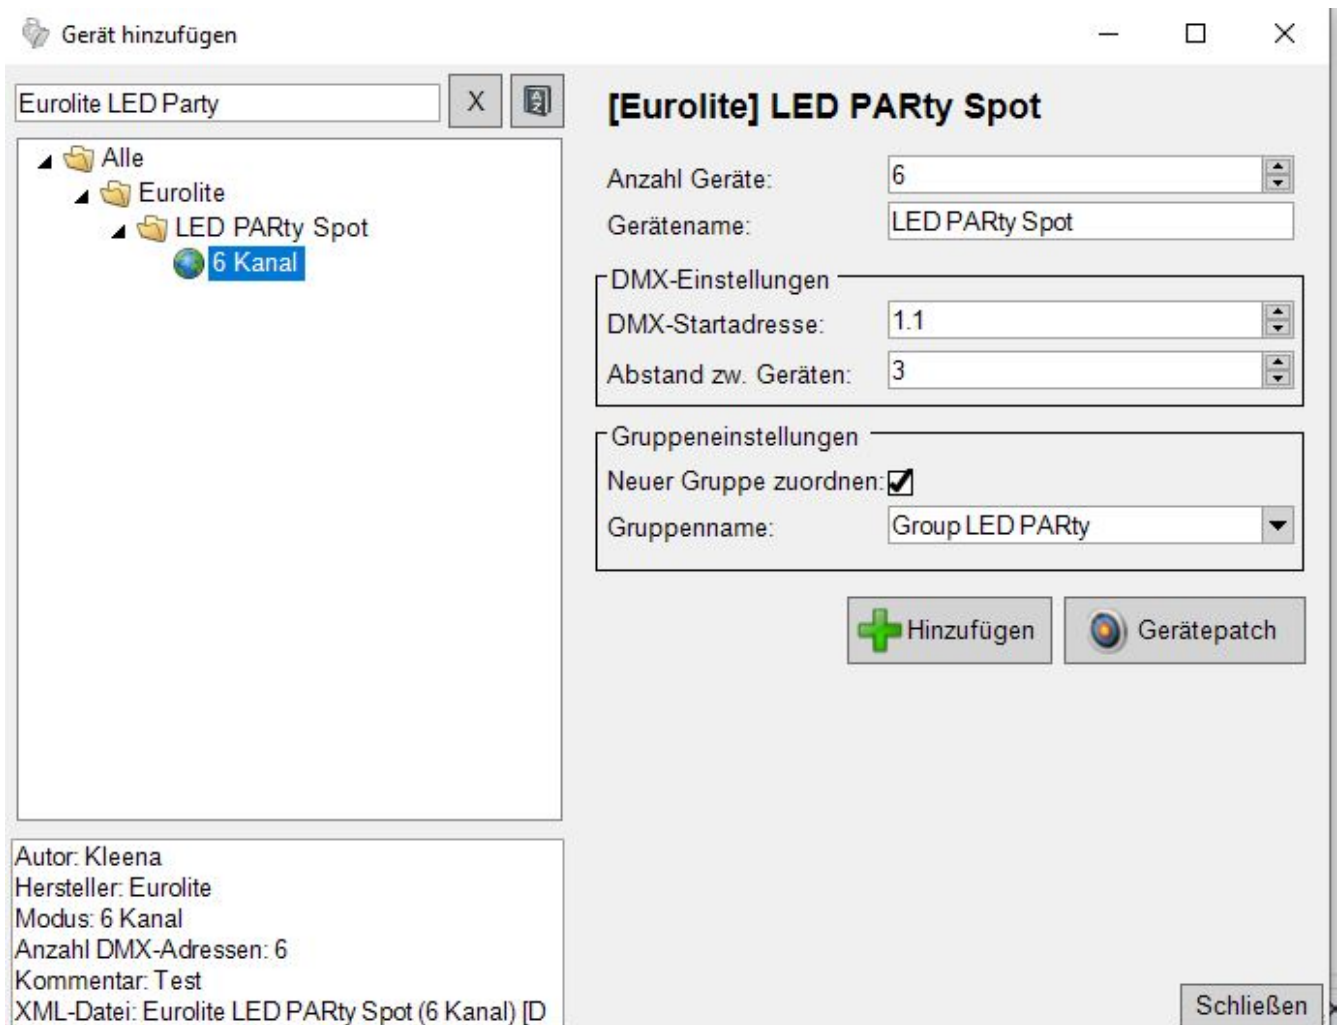 Gerät hinzufügen
Eurolite LED Party
X
Alle
Eurolite
LED PARty Spot
6 Kanal
Autor: Kleena
Hersteller: Eurolite
Modus: 6 Kanal
Anzahl DMX-Adressen: 6
Kommentar: Test
XML-Datei: Eurolite LED PARty Spot (6 Kanal) [D
[Eurolite] LED PARty Spot
Anzahl Geräte: 6
Gerätename: LED PARty Spot
DMX-Einstellungen
DMX-Startadresse: 1.1
Abstand zw. Geräten: 3
Gruppeneinstellungen
Neuer Gruppe zuordnen:
Gruppenname: Group LED PARty
Hinzufügen Gerätepatch
Schließen